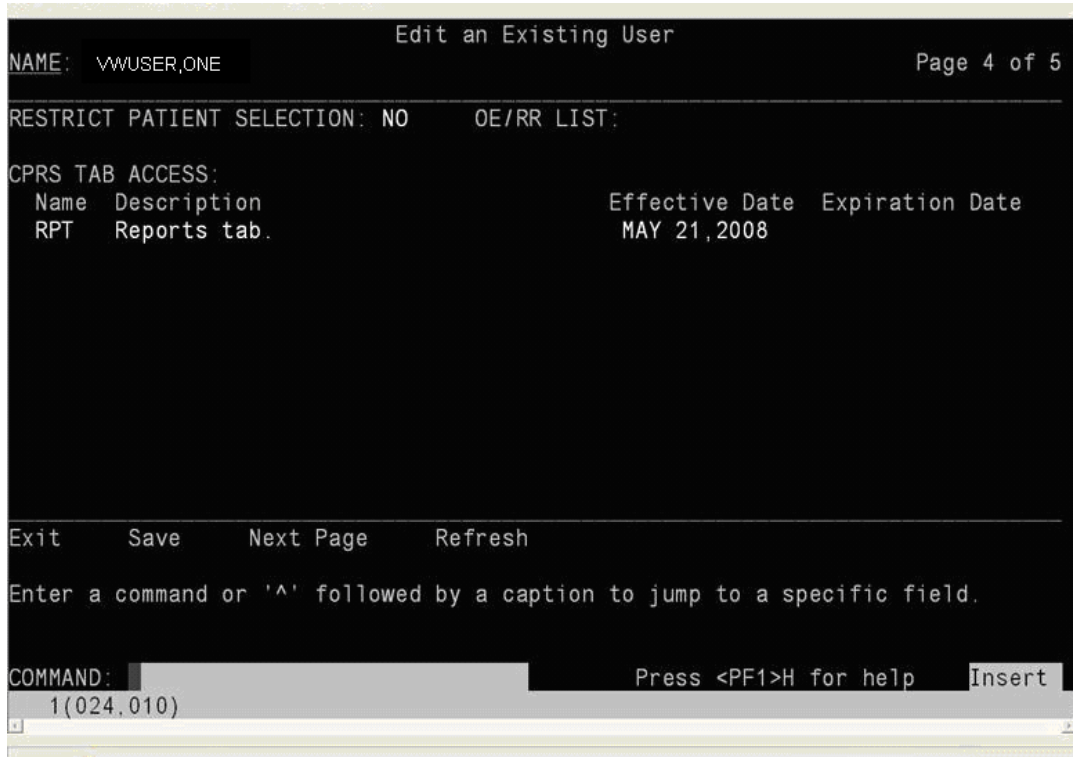 Edit an Existing User
NAME: VWUSER,ONE Page 4 of 5
RESTRICT PATIENT SELECTION: NO OE/RR LIST:
CPRS TAB ACCESS:
Name Description Effective Date Expiration Date
RPT Reports tab. MAY 21,2008
Exit Save Next Page Refresh
Enter a command or '^' followed by a caption to jump to a specific field.
COMMAND: Press <PF1>H for help Insert
1(024,010)